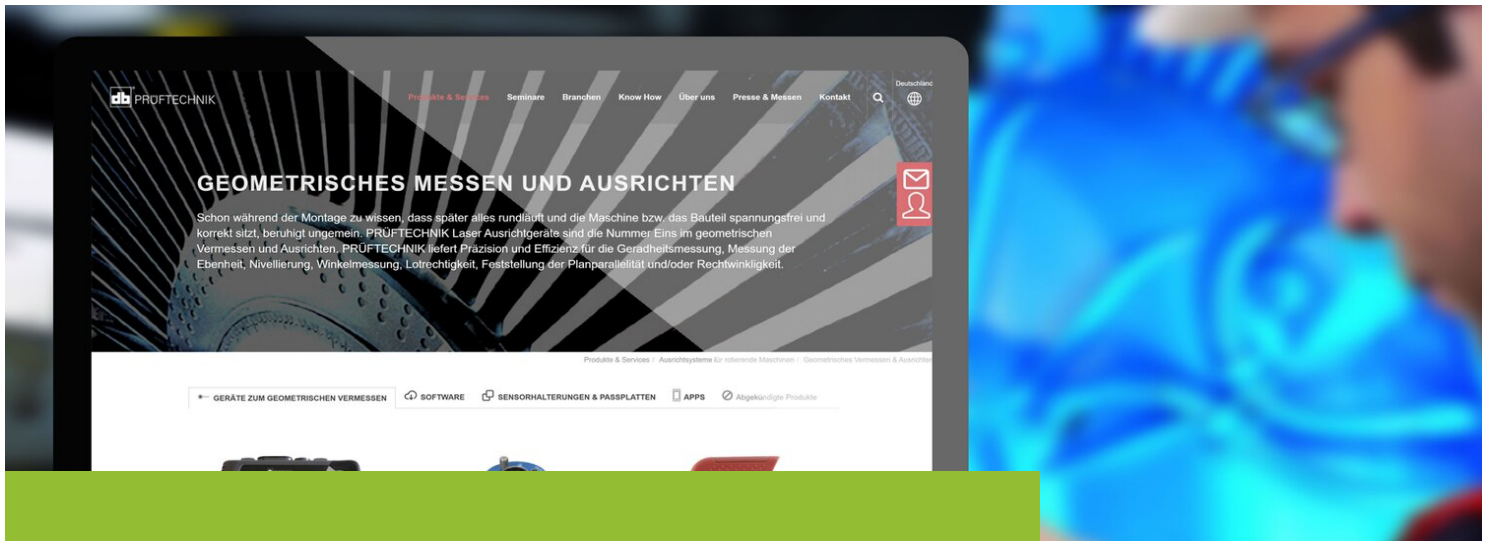 Deutschland
db PRÜFTECHNIK
Produkte & Services Seminare Branchen Know How Über uns Presse & Messen Kontakt
GEOMETRISCHES MESSEN UND AUSRICHTEN
Schon während der Montage zu wissen, dass später alles rundläuft und die Maschine bzw. das Bauteil spannungsfrei und
korrekt sitzt, beruhigt ungemein. PRÜFTECHNIK Laser Ausrichtgeräte sind die Nummer Eins im geometrischen
Vermessen und Ausrichten. PRÜFTECHNIK liefert Präzision und Effizienz für die Geradheitsmessung, Messung der
Ebenheit, Nivellierung, Winkelmessung, Lotrechtigkeit, Feststellung der Planparallelität und/oder Rechtwinkligkeit.
Produkte & Services / Ausrichtsysteme für rotierende Maschinen / Geometrisches Vermessen & Ausrichten
GERÄTE ZUM GEOMETRISCHEN VERMESSEN SOFTWARE SENSORHALTERUNGEN & PASSPLATTEN APPS Abgekündigte Produkte